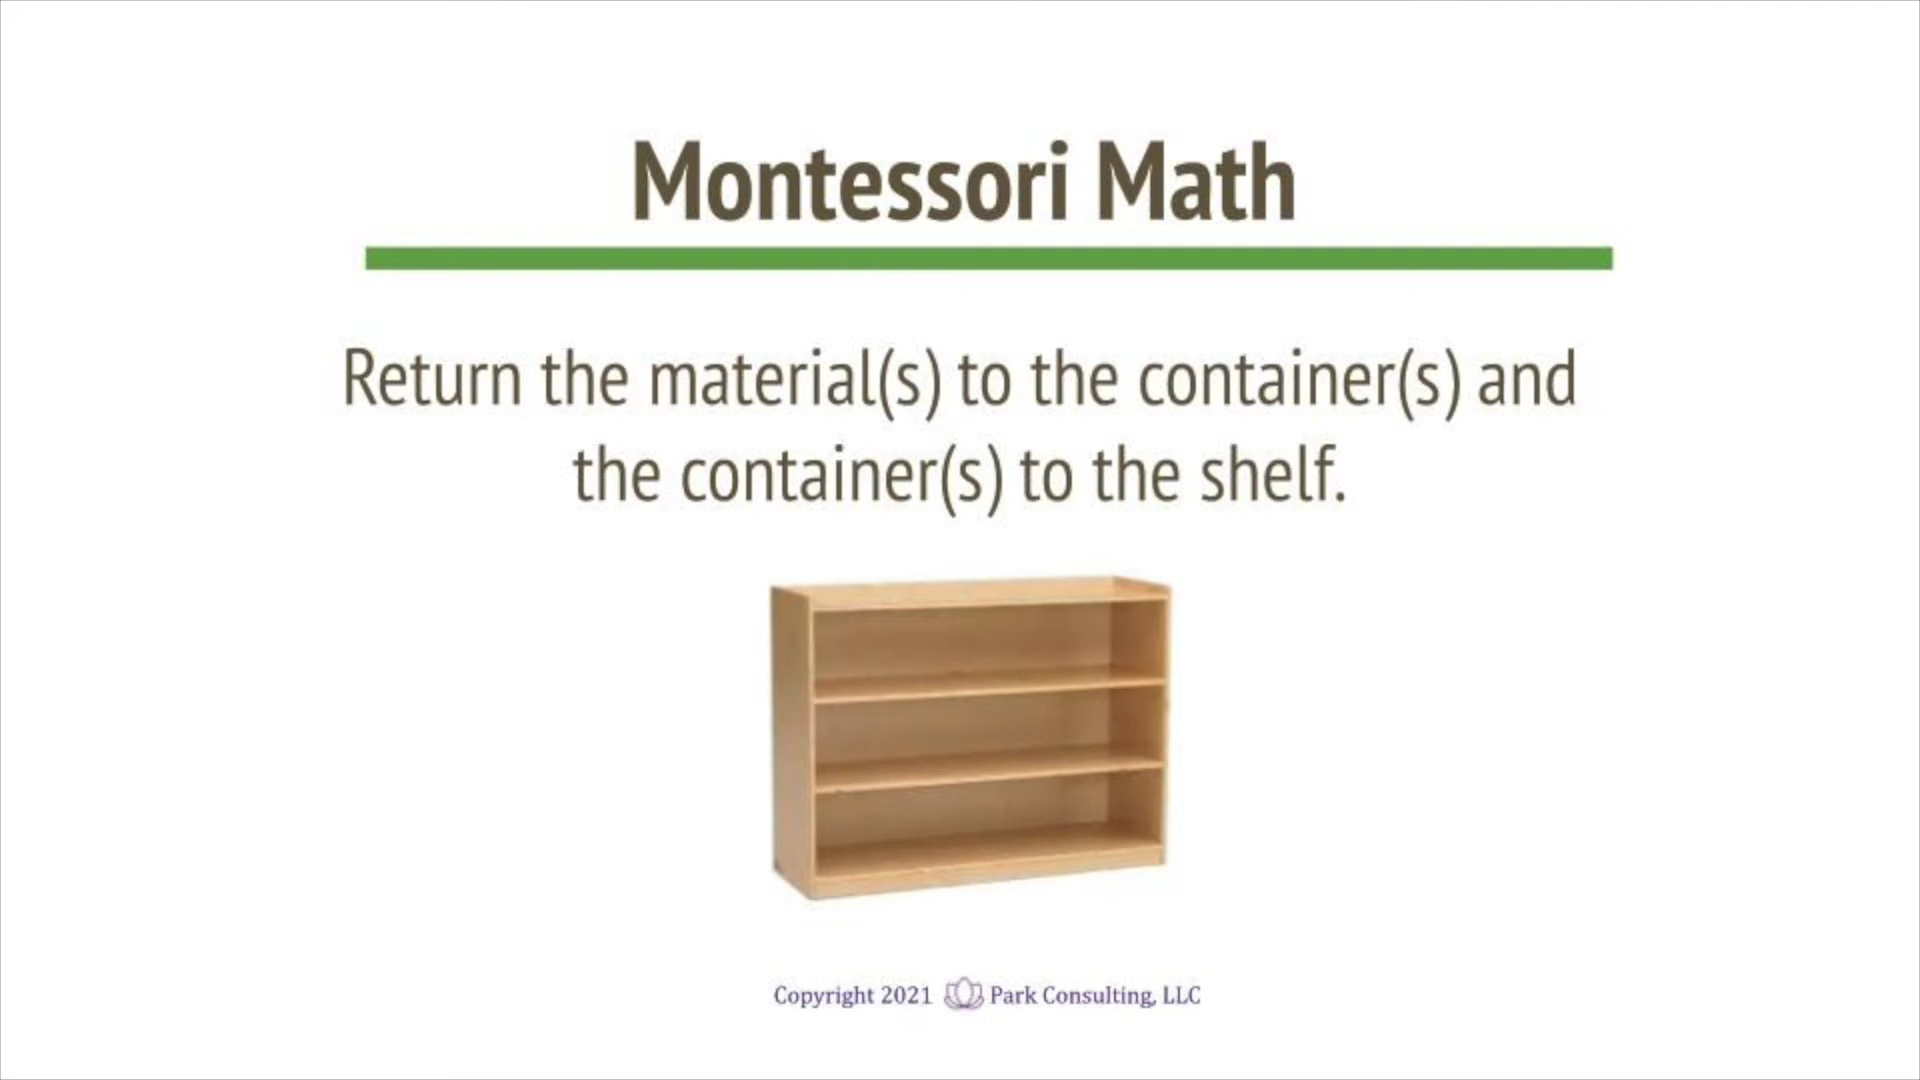 Montessori Math
Return the material(s) to the container(s) and
the container(s) to the shelf.
Copyright 2021 Park Consulting, LLC